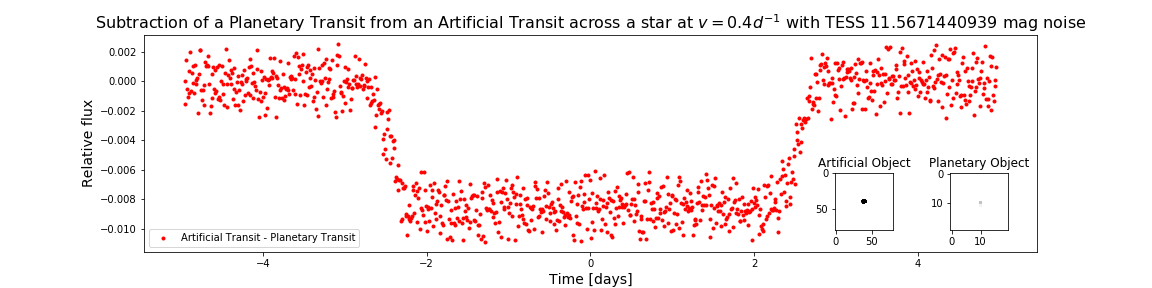 Subtraction of a Planetary Transit from an Artificial Transit across a star at v = 0.4d⁻¹ with TESS 11.5671440939 mag noise
Relative flux
0.002
0.000
−0.002
−0.004
−0.006
−0.008
−0.010
Artificial Transit - Planetary Transit
Artificial Object
0
50
0 50
Planetary Object
0
10
0 10
−4 −2 0 2 4
Time [days]